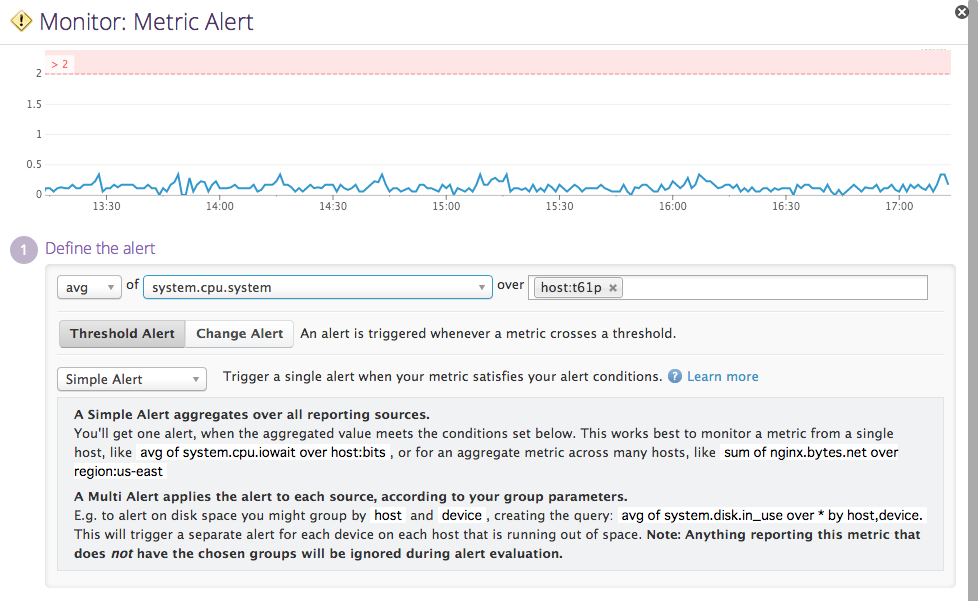 Monitor: Metric Alert
> 2
2
1.5
1
0.5
0
13:30 14:00 14:30 15:00 15:30 16:00 16:30 17:00
1 Define the alert
avg of system.cpu.system over host:t61p ×
Threshold Alert Change Alert An alert is triggered whenever a metric crosses a threshold.
Simple Alert Trigger a single alert when your metric satisfies your alert conditions. ? Learn more
A Simple Alert aggregates over all reporting sources.
You'll get one alert, when the aggregated value meets the conditions set below. This works best to monitor a metric from a single
host, like avg of system.cpu.iowait over host:bits , or for an aggregate metric across many hosts, like sum of nginx.bytes.net over
region:us-east
A Multi Alert applies the alert to each source, according to your group parameters.
E.g. to alert on disk space you might group by host and device , creating the query: avg of system.disk.in_use over * by host,device.
This will trigger a separate alert for each device on each host that is running out of space. Note: Anything reporting this metric that
does not have the chosen groups will be ignored during alert evaluation.